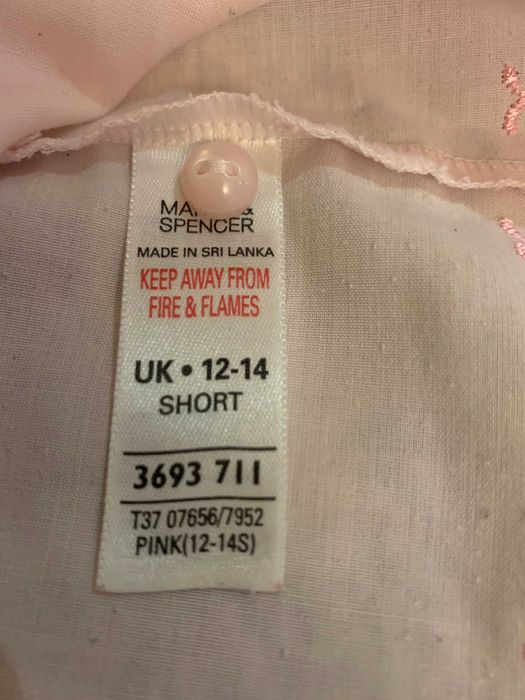 &
SPENCER
MADE IN SRI LANKA
KEEP AWAY FROM
FIRE & FLAMES
UK • 12-14
SHORT
3693 711
T37 07656/7952
PINK(12-14S)